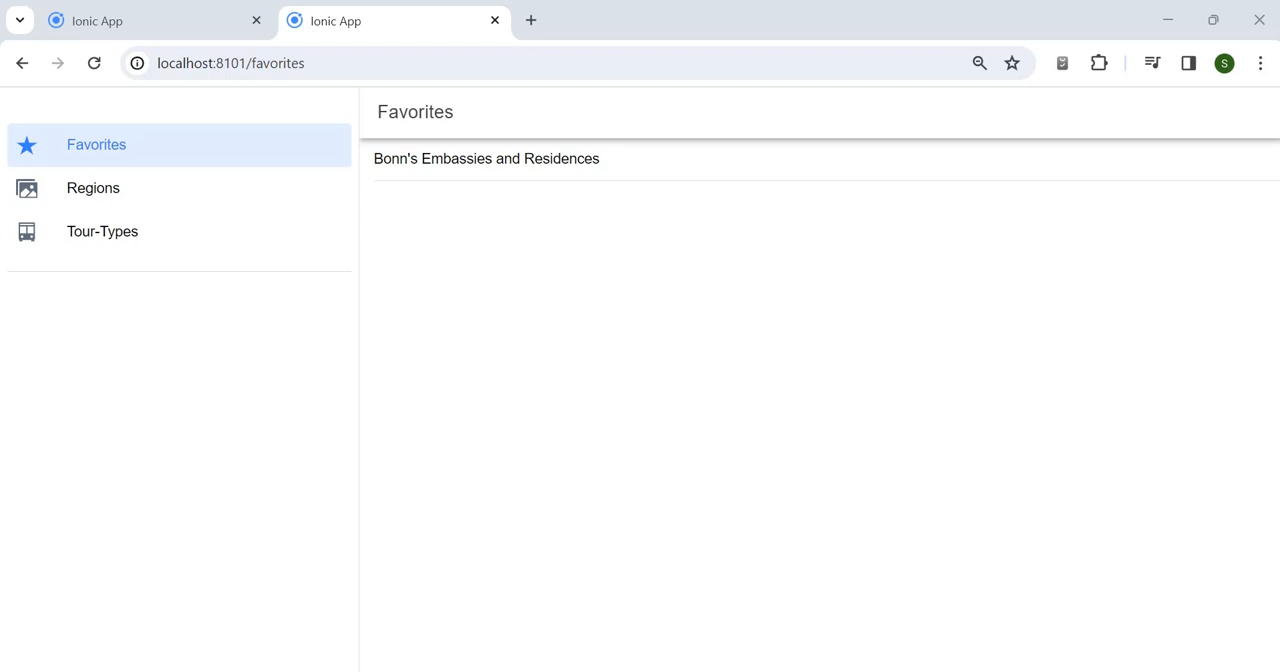 Ionic App
Ionic App
localhost:8101/favorites
S
Favorites
Regions
Tour-Types
Favorites
Bonn's Embassies and Residences